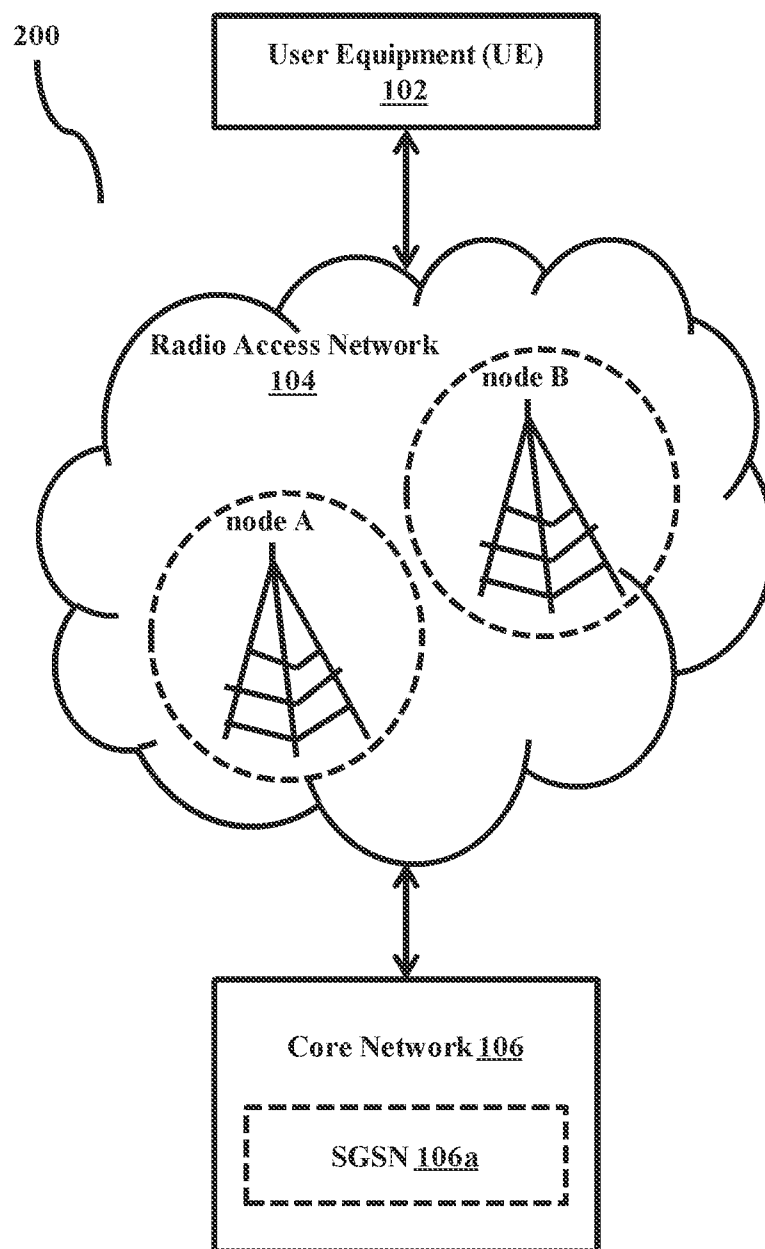 200
User Equipment (UE)
102
Radio Access Network
104
node B
node A
Core Network 106
SGSN 106a